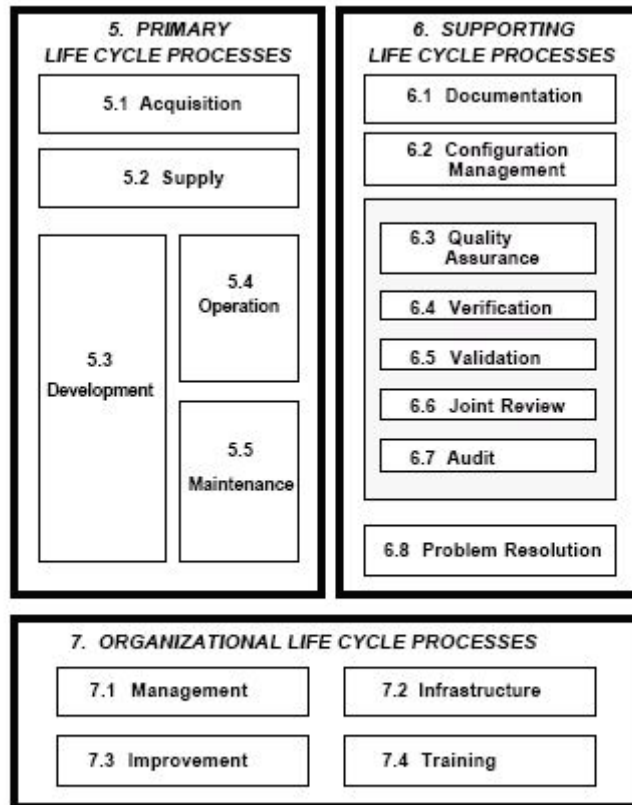 5. PRIMARY
LIFE CYCLE PROCESSES
5.1 Acquisition
5.2 Supply
5.3
Development
5.4
Operation
5.5
Maintenance
6. SUPPORTING
LIFE CYCLE PROCESSES
6.1 Documentation
6.2 Configuration
Management
6.3 Quality
Assurance
6.4 Verification
6.5 Validation
6.6 Joint Review
6.7 Audit
6.8 Problem Resolution
7. ORGANIZATIONAL LIFE CYCLE PROCESSES
7.1 Management
7.2 Infrastructure
7.3 Improvement
7.4 Training